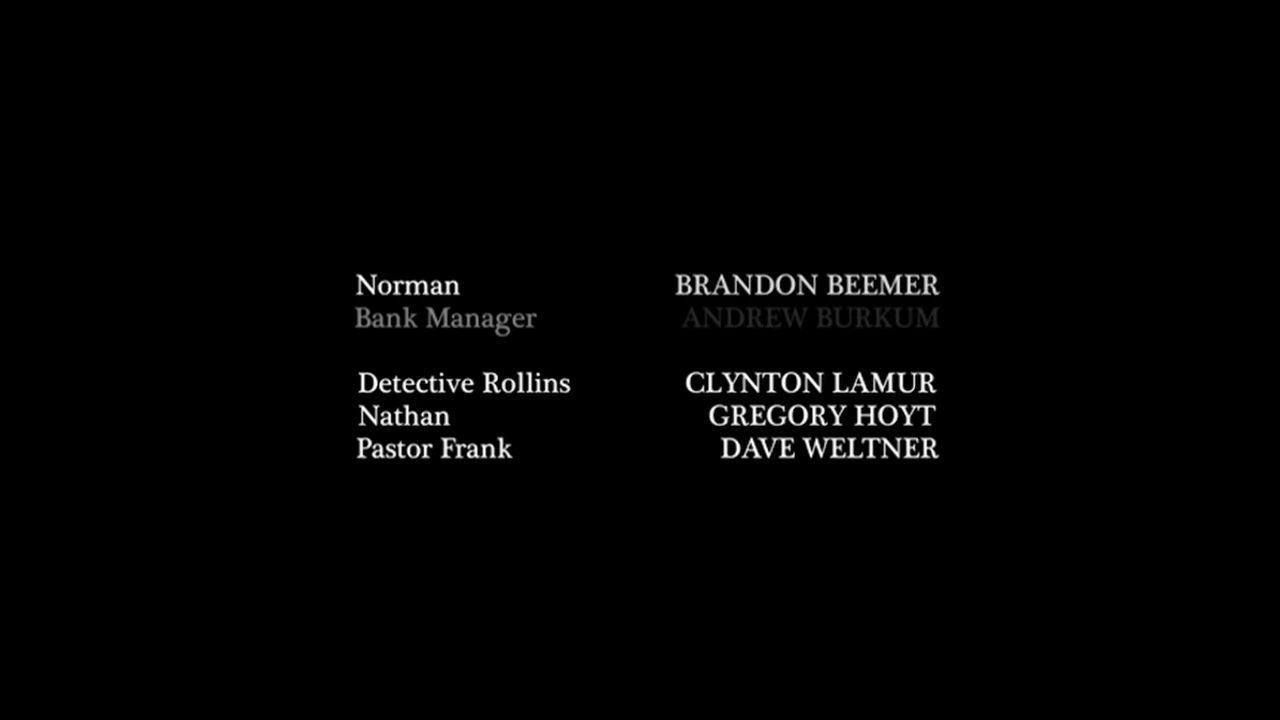 Norman BRANDON BEEMER
Bank Manager ANDREW BURKUM
Detective Rollins CLYNTON LAMUR
Nathan GREGORY HOYT
Pastor Frank DAVE WELTNER